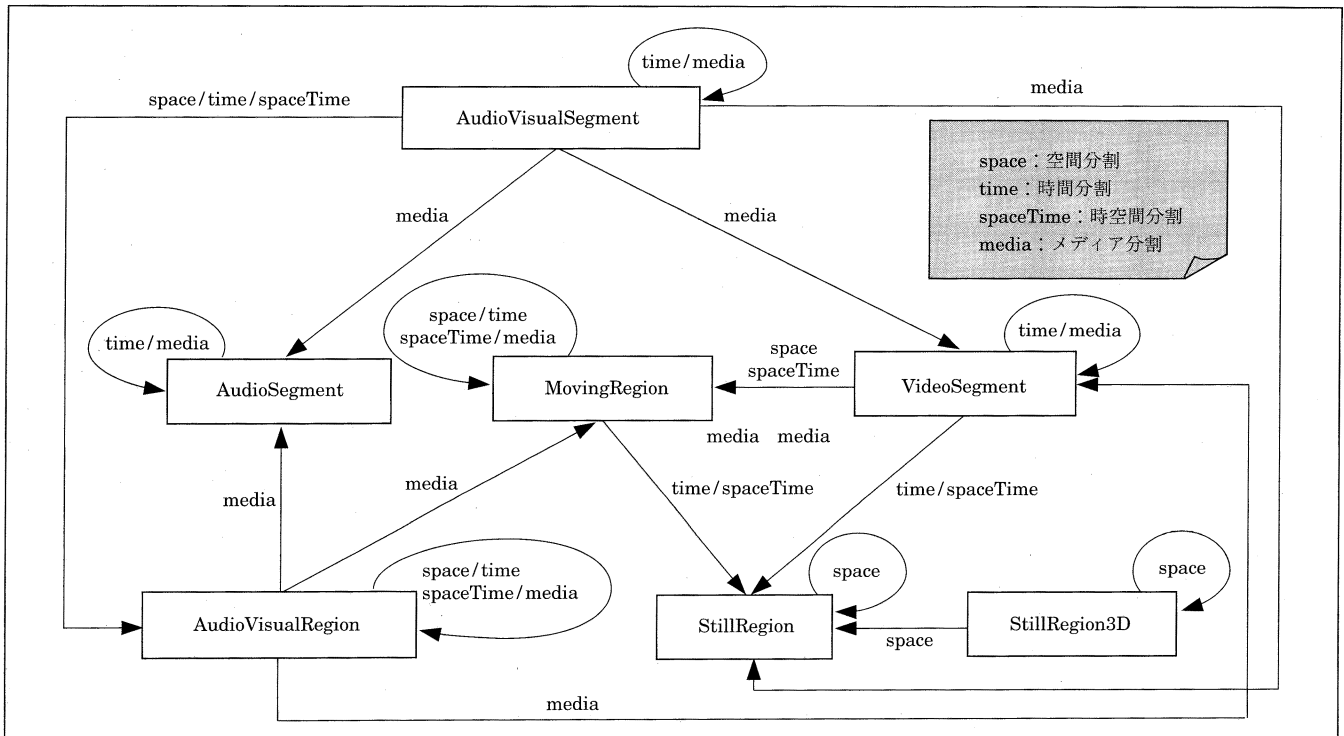 time/media
space/time/spaceTime
media
AudioVisualSegment
space：空間分割
time：時間分割
spaceTime：時空間分割
media：メディア分割
media
media
time/media
AudioSegment
space/time
spaceTime/media
MovingRegion
space
spaceTime
time/media
VideoSegment
media media
media
media
time/spaceTime
time/spaceTime
space/time
spaceTime/media
AudioVisualRegion
space
StillRegion
space
space
StillRegion3D
media